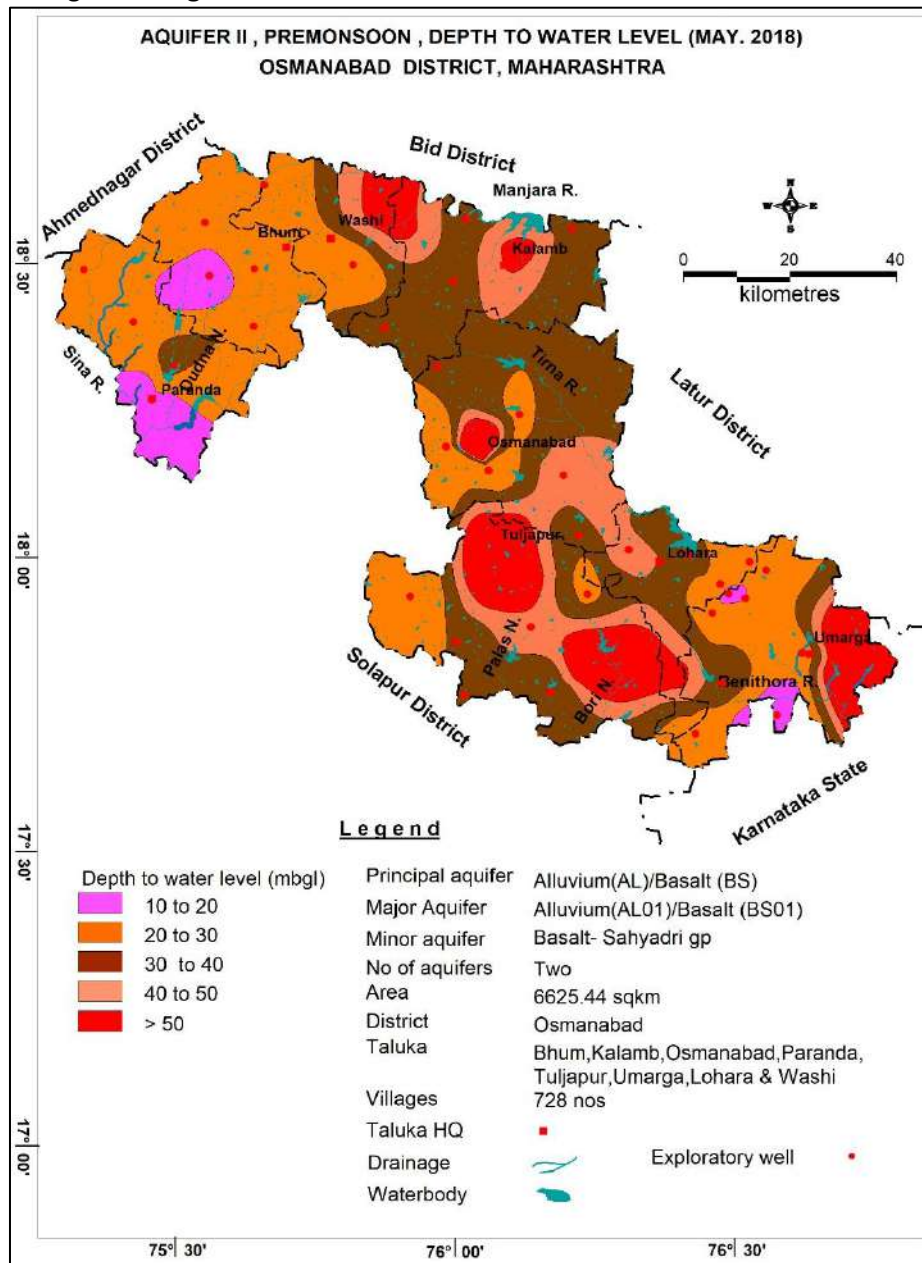 AQUIFER II , PREMONSOON , DEPTH TO WATER LEVEL (MAY. 2018)
OSMANABAD DISTRICT, MAHARASHTRA
Ahmednagar District
Bid District
Manjara R.
N
W E
S
Washi
Bhum
Kalamb
18° 30'
0 20 40
kilometres
Sina R.
Dudna N.
Paranda
Tirna R.
Latur District
Osmanabad
Tuljapur
Lohara
18° 00'
Umarga
Palas N.
Solapur District
Bori N.
Benithora R.
Karnataka State
17° 30'
Legend
Depth to water level (mbgl)
10 to 20
20 to 30
30 to 40
40 to 50
> 50
Principal aquifer Alluvium(AL)/Basalt (BS)
Major Aquifer Alluvium(AL01)/Basalt (BS01)
Minor aquifer Basalt- Sahyadri gp
No of aquifers Two
Area 6625.44 sqkm
District Osmanabad
Taluka Bhum,Kalamb,Osmanabad,Paranda,
Tuljapur,Umarga,Lohara & Washi
Villages 728 nos
Taluka HQ
Drainage Exploratory well
Waterbody
17° 00'
75° 30' 76° 00' 76° 30'